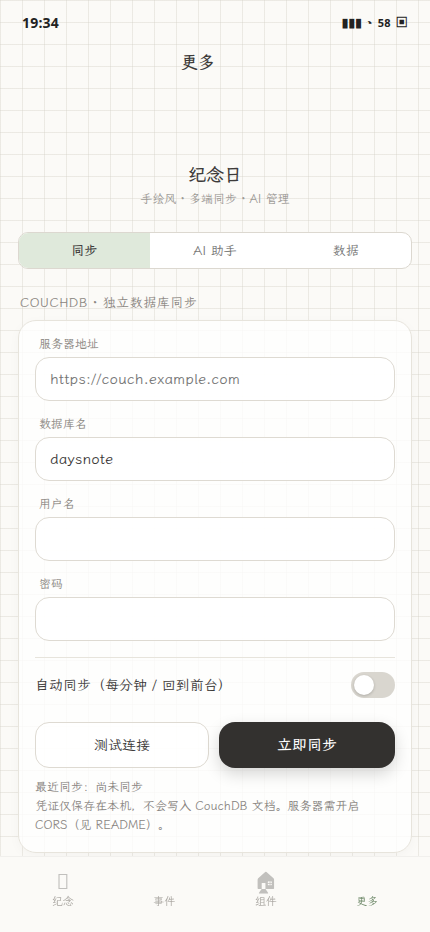 19:34
58
更多
纪念日
手绘风·多端同步·AI 管理
同步
AI 助手
数据
COUCHDB·独立数据库同步
服务器地址
https://couch.example.com
数据库名
daysnote
用户名
密码
自动同步（每分钟 / 回到前台）
测试连接
立即同步
最近同步：尚未同步
凭证仅保存在本机，不会写入 CouchDB 文档。服务器需开启
CORS（见 README）。
纪念
事件
组件
更多